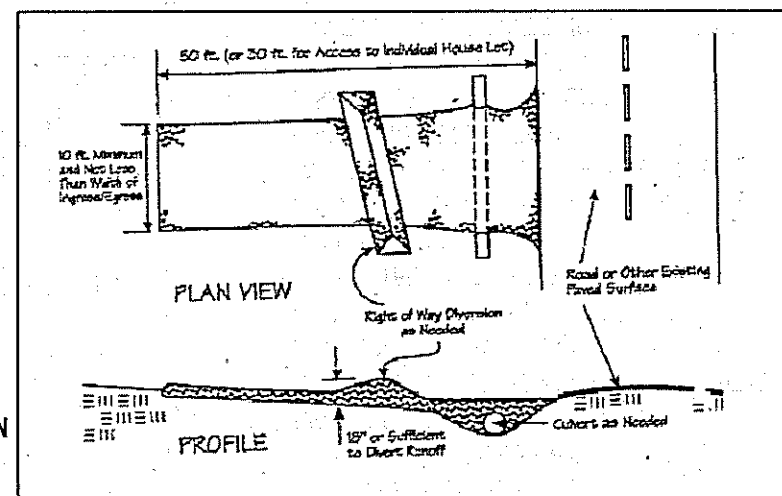 50 ft. (or 30 ft. for Access to Individual House Lot)
10 ft. Minimum
and Not Less
Than Width of
Ingress/Egress
PLAN VIEW
Right of Way Diversion
as Needed
Road or Other Existing
Paved Surface
18" or Sufficient
to Divert Runoff
Culvert as Needed
PROFILE
N